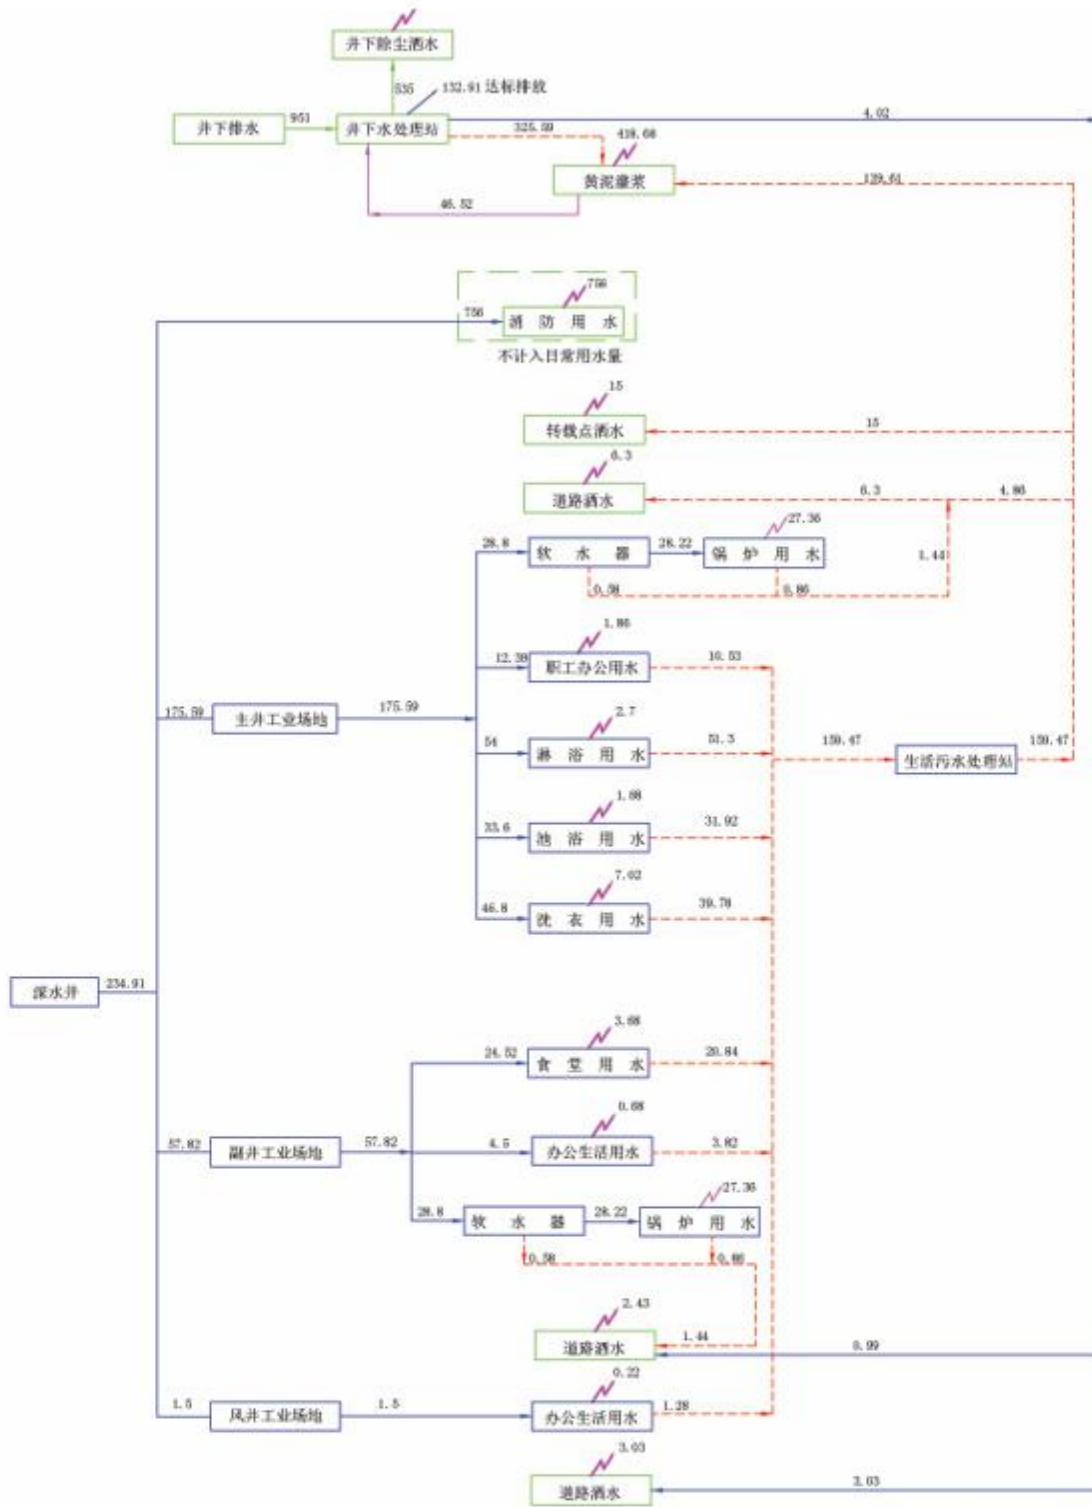 井下除尘洒水
535
132.91 达标排放
井下排水
951
井下水处理站
4.02
325.59
418.68
黄泥灌浆
139.61
46.52
756
756
消 防 用 水
不计入日常用水量
15
转载点洒水
15
6.3
道路洒水
6.3
4.86
28.8
软 水 器
28.22
27.36
锅 炉 用 水
0.58
0.86
1.44
1.86
12.39
职工办公用水
10.53
175.59
主井工业场地
175.59
2.7
54
淋 浴 用 水
51.3
159.47
生活污水处理站
159.47
1.68
33.6
池 浴 用 水
31.92
7.02
46.8
洗 衣 用 水
39.78
深水井
234.91
3.68
24.52
食 堂 用 水
20.84
0.68
57.82
副井工业场地
57.82
4.5
办公生活用水
3.82
28.8
软 水 器
28.22
27.36
锅 炉 用 水
0.58
0.86
2.43
道路洒水
1.44
0.99
0.22
1.5
风井工业场地
1.5
办公生活用水
1.28
3.03
道路洒水
3.03